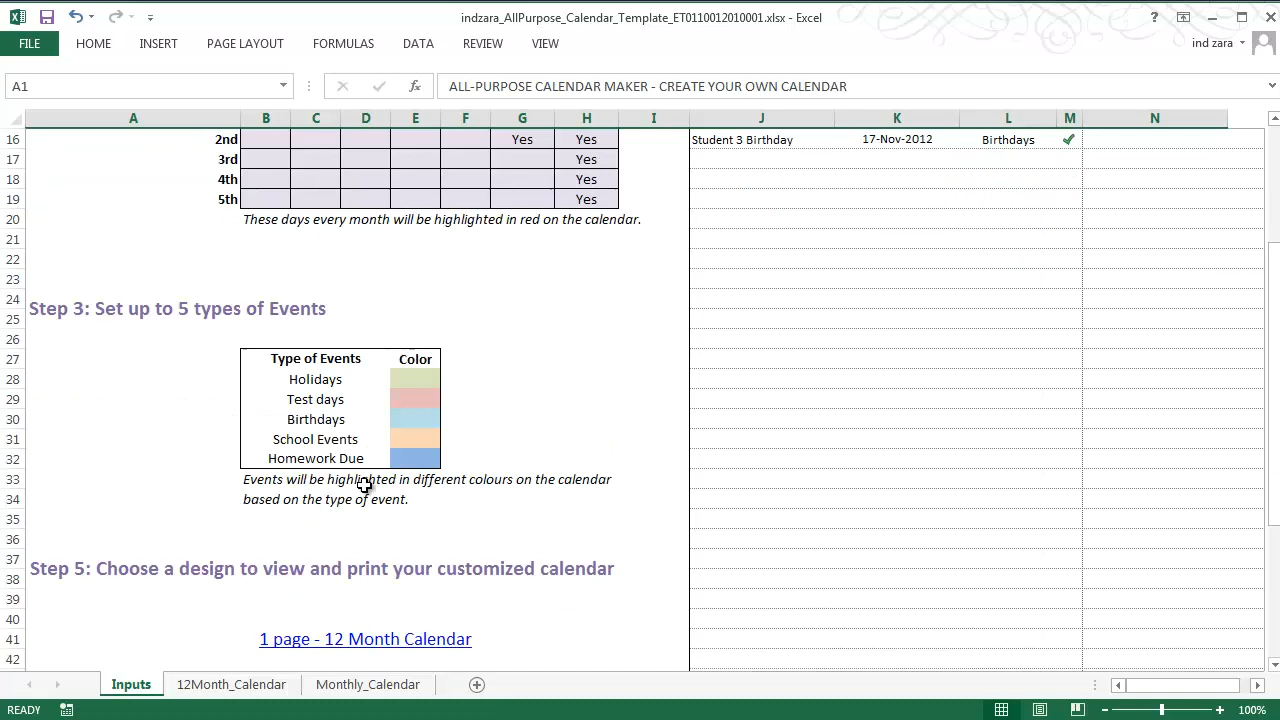 indzara_AllPurpose_Calendar_Template_ET0110012010001.xlsx - Excel
?
FILE HOME INSERT PAGE LAYOUT FORMULAS DATA REVIEW VIEW ind zara
A1 fx ALL-PURPOSE CALENDAR MAKER - CREATE YOUR OWN CALENDAR
A B C D E F G H I J K L M N
16 2nd Yes Yes Student 3 Birthday 17-Nov-2012 Birthdays
17 3rd Yes
18 4th Yes
19 5th Yes
20 These days every month will be highlighted in red on the calendar.
21
22
23
24
Step 3: Set up to 5 types of Events
25
26
27 Type of Events Color
28 Holidays
29 Test days
30 Birthdays
31 School Events
32 Homework Due
33 Events will be highlighted in different colours on the calendar
34 based on the type of event.
35
36
37
Step 5: Choose a design to view and print your customized calendar
38
39
40
41 1 page - 12 Month Calendar
42
Inputs 12Month_Calendar Monthly_Calendar
READY 100%